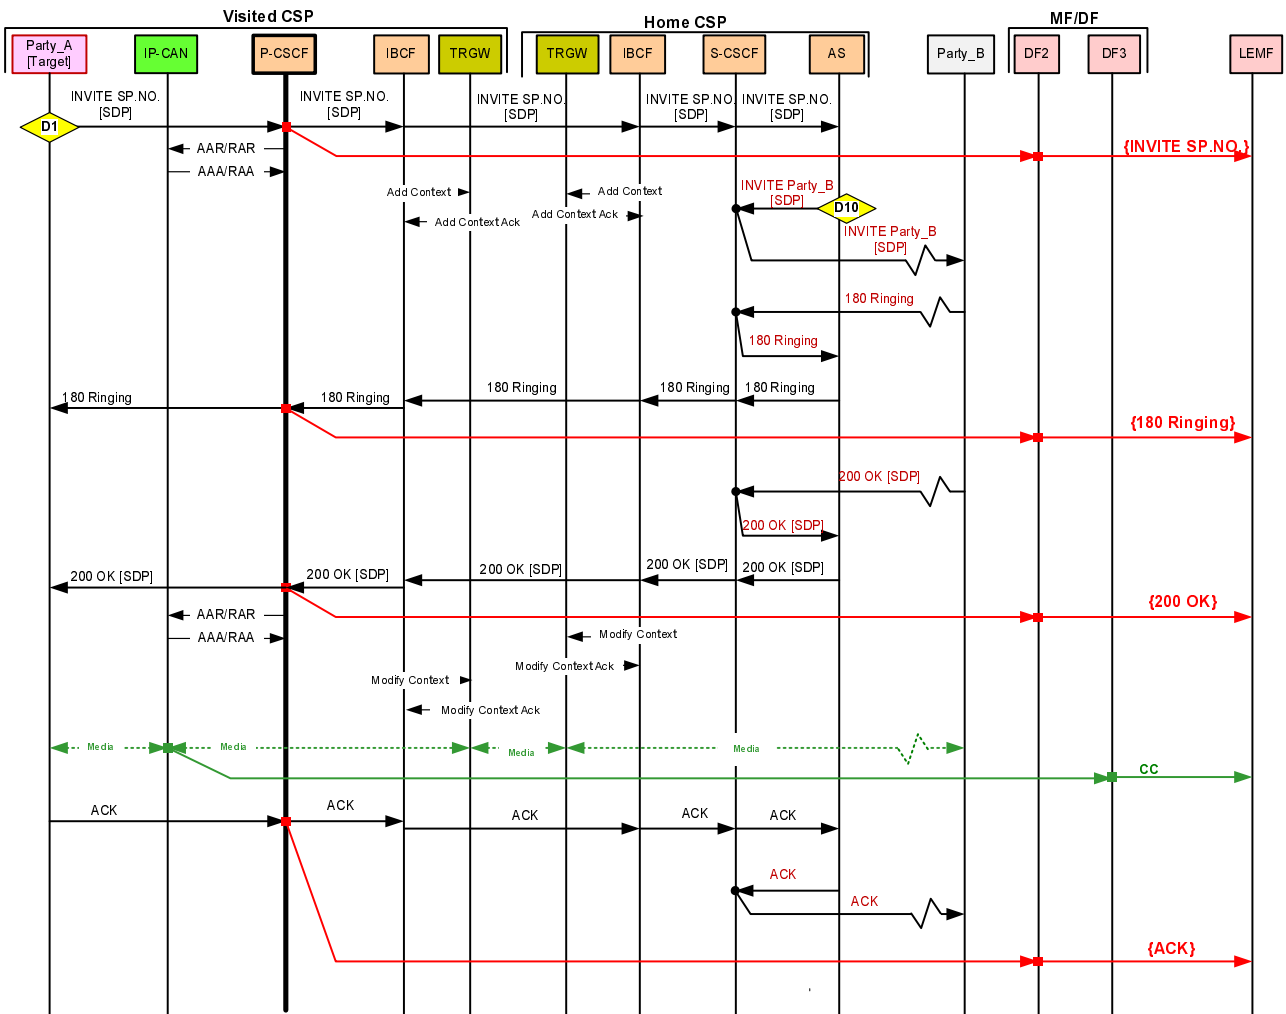 Visited CSP
Home CSP
MF/DF
Party_A
[Target]
IP-CAN
P-CSCF
IBCF
TRGW
TRGW
IBCF
S-CSCF
AS
Party_B
DF2
DF3
LEMF
INVITE SP.NO.
[SDP]
INVITE SP.NO.
[SDP]
INVITE SP.NO.
[SDP]
INVITE SP.NO.
[SDP]
INVITE SP.NO.
[SDP]
D1
{INVITE SP.NO.}
AAR/RAR
AAA/RAA
Add Context
Add Context
INVITE Party_B
[SDP]
D10
Add Context Ack
Add Context Ack
INVITE Party_B
[SDP]
180 Ringing
180 Ringing
180 Ringing
180 Ringing
180 Ringing
180 Ringing
180 Ringing
{180 Ringing}
200 OK [SDP]
200 OK [SDP]
200 OK [SDP]
200 OK [SDP]
200 OK [SDP]
200 OK [SDP]
200 OK [SDP]
{200 OK}
AAR/RAR
AAA/RAA
Modify Context
Modify Context Ack
Modify Context
Modify Context Ack
Media
Media
Media
Media
CC
ACK
ACK
ACK
ACK
ACK
ACK
ACK
{ACK}